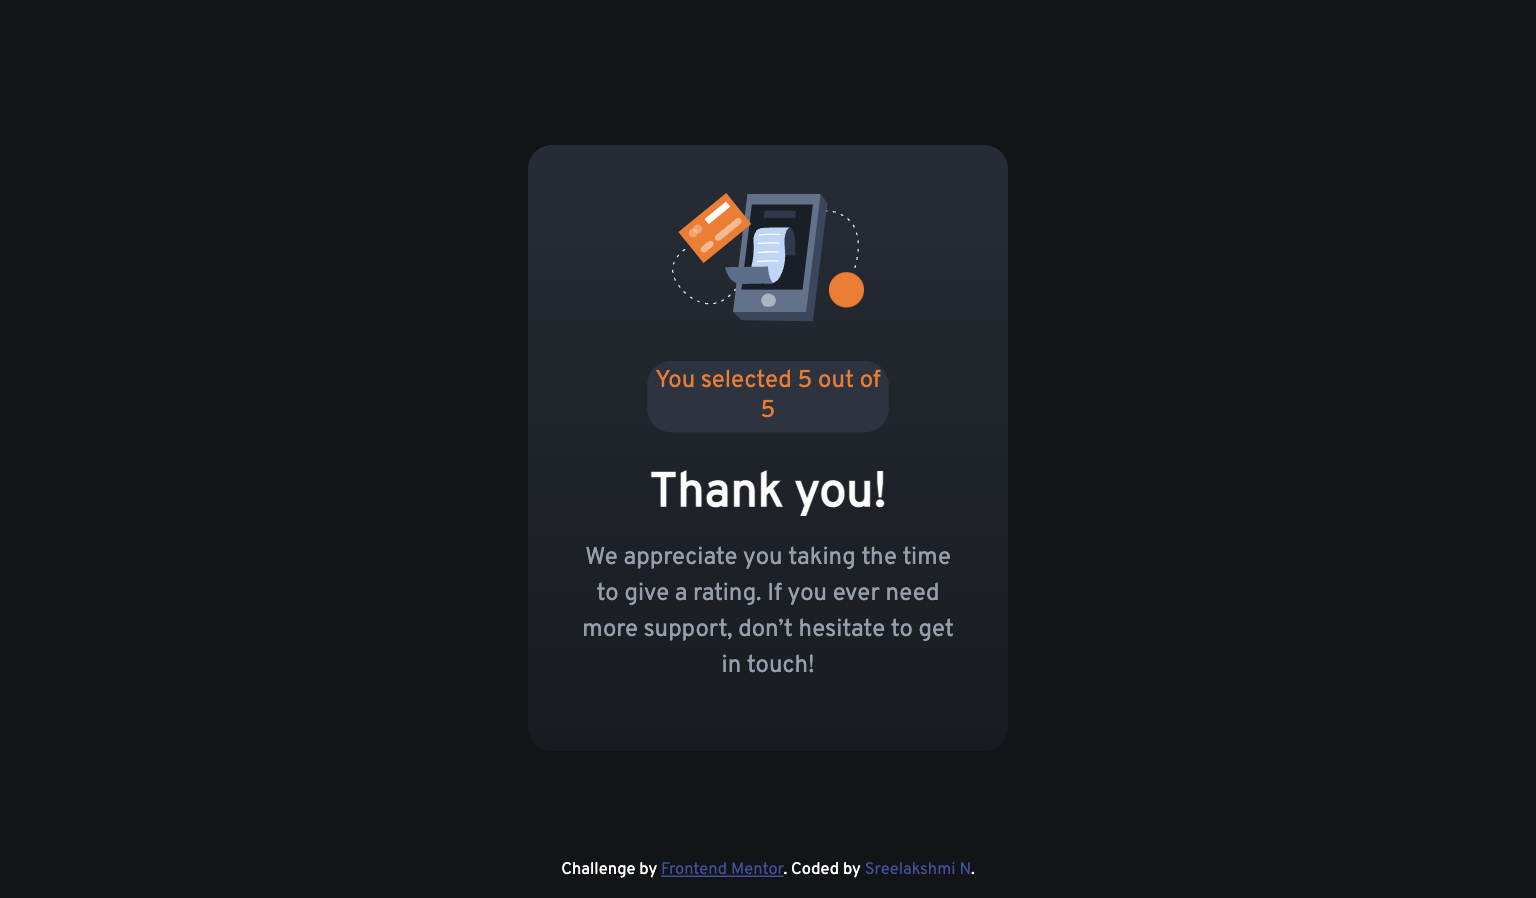 You selected 5 out of
5
Thank you!
We appreciate you taking the time
to give a rating. If you ever need
more support, don’t hesitate to get
in touch!
Challenge by Frontend Mentor. Coded by Sreelakshmi N.